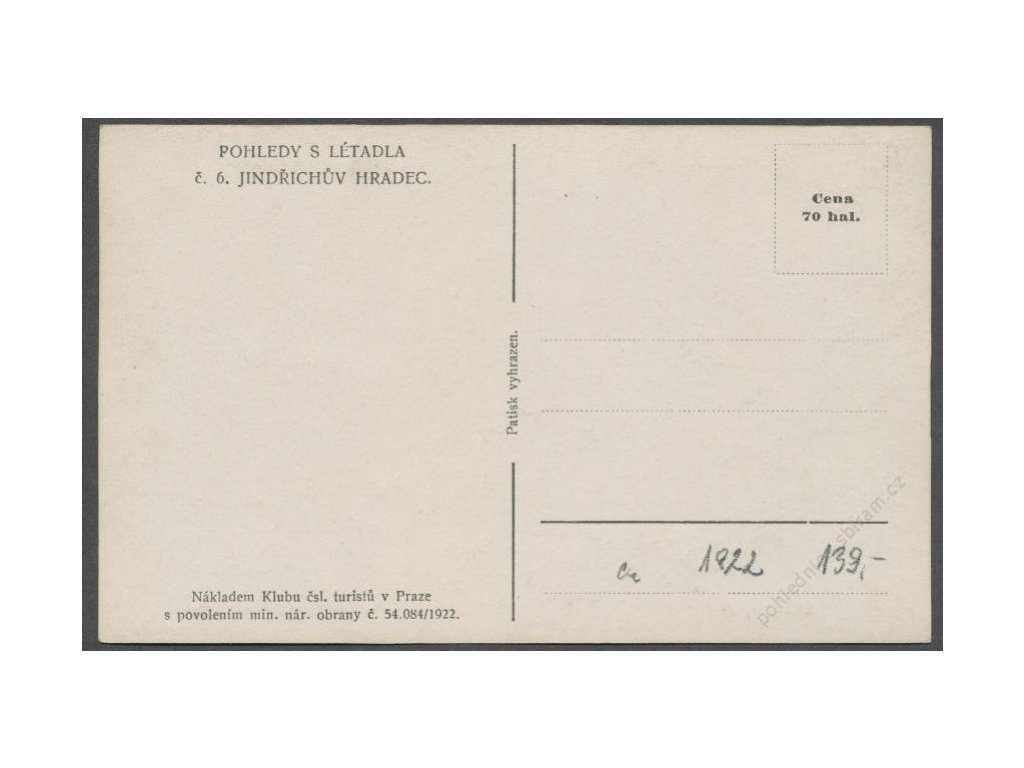 POHLEDY S LÉTADLA
č. 6. JINDŘICHŮV HRADEC.
Nákladem Klubu čsl. turistů v Praze
s povolením min. nár. obrany č. 54.084/1922.
Patisk vyhrazen.
Cena
70 hal.
1922 139,-